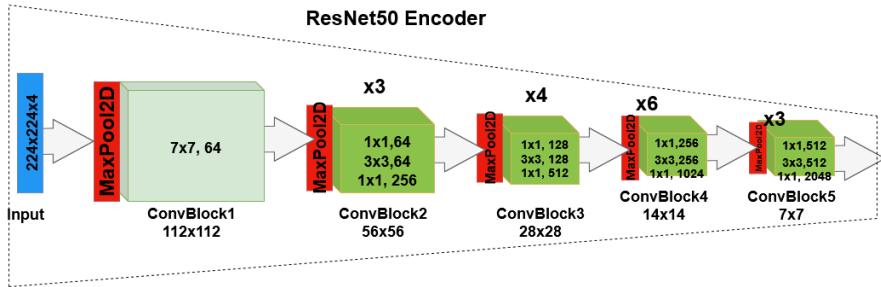 ResNet50 Encoder
224x224x4
Input
MaxPool2D
7x7, 64
ConvBlock1
112x112
x3
MaxPool2D
1x1,64
3x3,64
1x1, 256
ConvBlock2
56x56
x4
MaxPool2D
1x1, 128
3x3, 128
1x1, 512
ConvBlock3
28x28
x6
MaxPool2D
1x1,256
3x3,256
1x1, 1024
ConvBlock4
14x14
x3
MaxPool2D
1x1,512
3x3,512
1x1, 2048
ConvBlock5
7x7